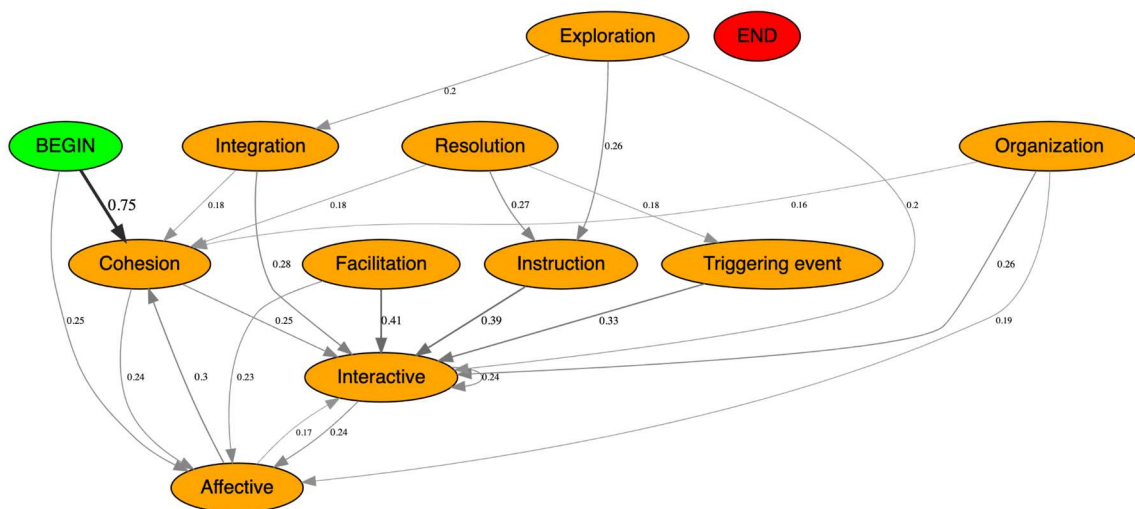 Exploration
END
0.2
BEGIN
Integration
Resolution
Organization
0.26
0.75
0.18
0.18
0.27
0.18
0.16
0.2
Cohesion
Facilitation
Instruction
Triggering event
0.28
0.26
0.25
0.25
0.41
0.39
0.33
0.19
0.24
0.3
0.23
Interactive
0.24
0.17
0.24
Affective